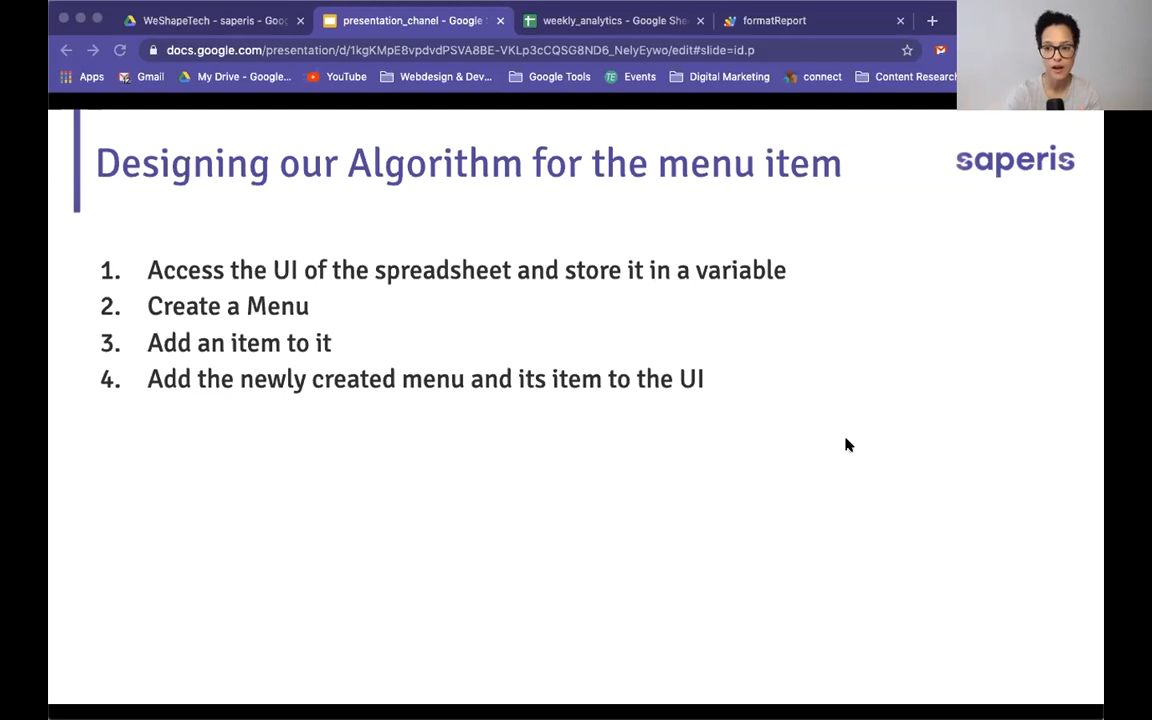 WeShapeTech - saperis - Goog
presentation_chanel - Google S
weekly_analytics - Google She
formatReport
docs.google.com/presentation/d/1kgKMpE8vpdvdPSVA8BE-VKLp3cCQSG8ND6_NelyEywo/edit#slide=id.p
Apps
Gmail
My Drive - Google...
YouTube
Webdesign & Dev...
Google Tools
Events
Digital Marketing
connect
Content Research
Designing our Algorithm for the menu item
saperis
1. Access the UI of the spreadsheet and store it in a variable
2. Create a Menu
3. Add an item to it
4. Add the newly created menu and its item to the UI